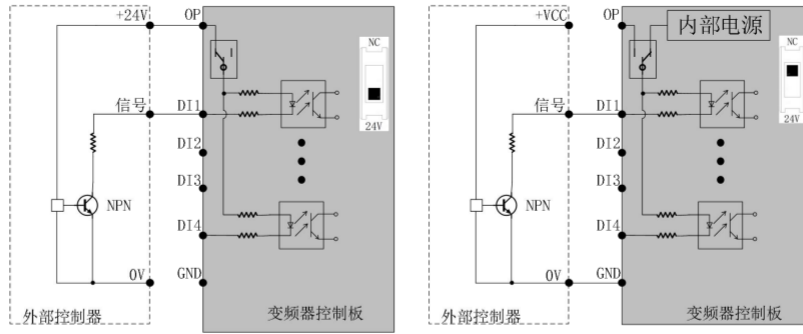 +24V
OP
NC
24V
信号
DI1
DI2
DI3
NPN
DI4
0V
GND
外部控制器
变频器控制板
+VCC
OP
内部电源
NC
24V
信号
DI1
DI2
DI3
NPN
DI4
0V
GND
外部控制器
变频器控制板